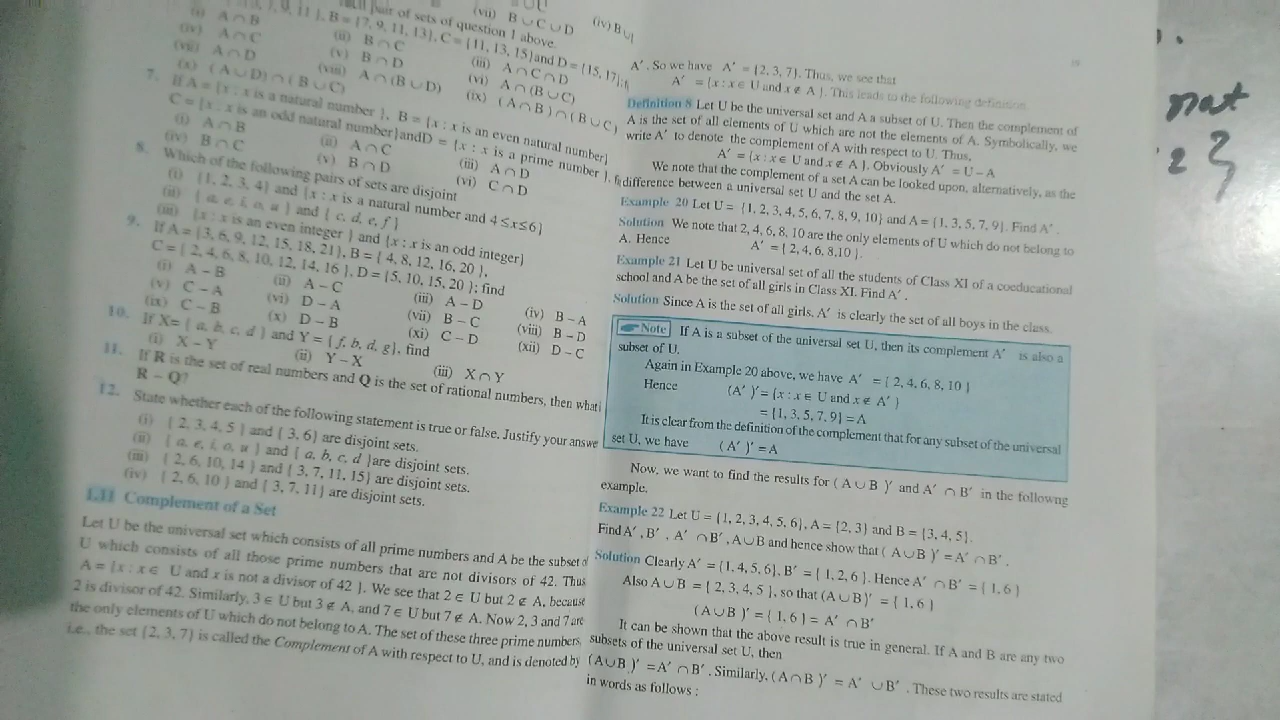 (vii) B ∪ C ∪ D
pair of sets of question 1 above.
B = {7, 9, 11, 13}, C = {11, 13, 15} and D = {15, 17};
(i) A ∩ B
(ii) B ∩ C
(iii) A ∩ C ∩ D
(iv) A ∩ C
(v) B ∩ D
(vi) A ∩ (B ∪ C)
(vii) A ∩ D
(viii) A ∩ (B ∪ D)
(ix) (A ∩ B) ∩ (B ∪ C)
(x) (A ∪ D) ∩ (B ∪ C)
7. If A = {x : x is a natural number }, B = {x : x is an even natural number}
C = {x : x is an odd natural number}andD = {x : x is a prime number },
(i) A ∩ B
(ii) A ∩ C
(iii) A ∩ D
(iv) B ∩ C
(v) B ∩ D
(vi) C ∩ D
8. Which of the following pairs of sets are disjoint
(i) {1, 2, 3, 4} and {x : x is a natural number and 4 ≤ x ≤ 6}
(ii) { a, e, i, o, u } and { c, d, e, f }
(iii) {x : x is an even integer } and {x : x is an odd integer}
9. If A = {3, 6, 9, 12, 15, 18, 21}, B = { 4, 8, 12, 16, 20 },
C = { 2, 4, 6, 8, 10, 12, 14, 16 }, D = {5, 10, 15, 20 }; find
(i) A – B
(ii) A – C
(iii) A – D
(iv) B – A
(v) C – A
(vi) D – A
(vii) B – C
(viii) B – D
(ix) C – B
(x) D – B
(xi) C – D
(xii) D – C
10. If X= { a, b, c, d } and Y = { f, b, d, g}, find
(i) X – Y
(ii) Y – X
(iii) X ∩ Y
11. If R is the set of real numbers and Q is the set of rational numbers, then what
R – Q?
12. State whether each of the following statement is true or false. Justify your answe
(i) { 2, 3, 4, 5 } and { 3, 6} are disjoint sets.
(ii) { a, e, i, o, u } and { a, b, c, d }are disjoint sets.
(iii) { 2, 6, 10, 14 } and { 3, 7, 11, 15} are disjoint sets.
(iv) { 2, 6, 10 } and { 3, 7, 11} are disjoint sets.
1.11 Complement of a Set
Let U be the universal set which consists of all prime numbers and A be the subset o
U which consists of all those prime numbers that are not divisors of 42. Thus
A = {x : x ∈ U and x is not a divisor of 42 }. We see that 2 ∈ U but 2 ∉ A, because
2 is divisor of 42. Similarly, 3 ∈ U but 3 ∉ A, and 7 ∈ U but 7 ∉ A. Now 2, 3 and 7 are
the only elements of U which do not belong to A. The set of these three prime numbers,
i.e., the set {2, 3, 7} is called the Complement of A with respect to U, and is denoted by
A′. So we have A′ = {2, 3, 7}. Thus, we see that
A′ = {x : x ∈ U and x ∉ A }. This leads to the following definition.
Definition 8 Let U be the universal set and A a subset of U. Then the complement of
A is the set of all elements of U which are not the elements of A. Symbolically, we
write A′ to denote the complement of A with respect to U. Thus,
A′ = {x : x ∈ U and x ∉ A }. Obviously A′ = U – A
We note that the complement of a set A can be looked upon, alternatively, as the
difference between a universal set U and the set A.
Example 20 Let U = {1, 2, 3, 4, 5, 6, 7, 8, 9, 10} and A = {1, 3, 5, 7, 9}. Find A′.
Solution We note that 2, 4, 6, 8, 10 are the only elements of U which do not belong to
A. Hence A′ = { 2, 4, 6, 8,10 }.
Example 21 Let U be universal set of all the students of Class XI of a coeducational
school and A be the set of all girls in Class XI. Find A′.
Solution Since A is the set of all girls, A′ is clearly the set of all boys in the class.
Note If A is a subset of the universal set U, then its complement A′ is also a
subset of U.
Again in Example 20 above, we have A′ = { 2, 4, 6, 8, 10 }
Hence (A′ )′ = {x : x ∈ U and x ∉ A′ }
= {1, 3, 5, 7, 9} = A
It is clear from the definition of the complement that for any subset of the universal
set U, we have (A′ )′ = A
Now, we want to find the results for ( A ∪ B )′ and A′ ∩ B′ in the followng
example.
Example 22 Let U = {1, 2, 3, 4, 5, 6}, A = {2, 3} and B = {3, 4, 5}.
Find A′, B′ , A′ ∩ B′, A ∪ B and hence show that ( A ∪ B )′ = A′ ∩ B′.
Solution Clearly A′ = {1, 4, 5, 6}, B′ = { 1, 2, 6 }. Hence A′ ∩ B′ = { 1, 6 }
Also A ∪ B = { 2, 3, 4, 5 }, so that (A ∪ B)′ = { 1, 6 }
(A ∪ B )′ = { 1, 6 } = A′ ∩ B′
It can be shown that the above result is true in general. If A and B are any two
subsets of the universal set U, then
(A ∪ B )′ = A′ ∩ B′. Similarly, (A ∩ B )′ = A′ ∪ B′ . These two results are stated
in words as follows :